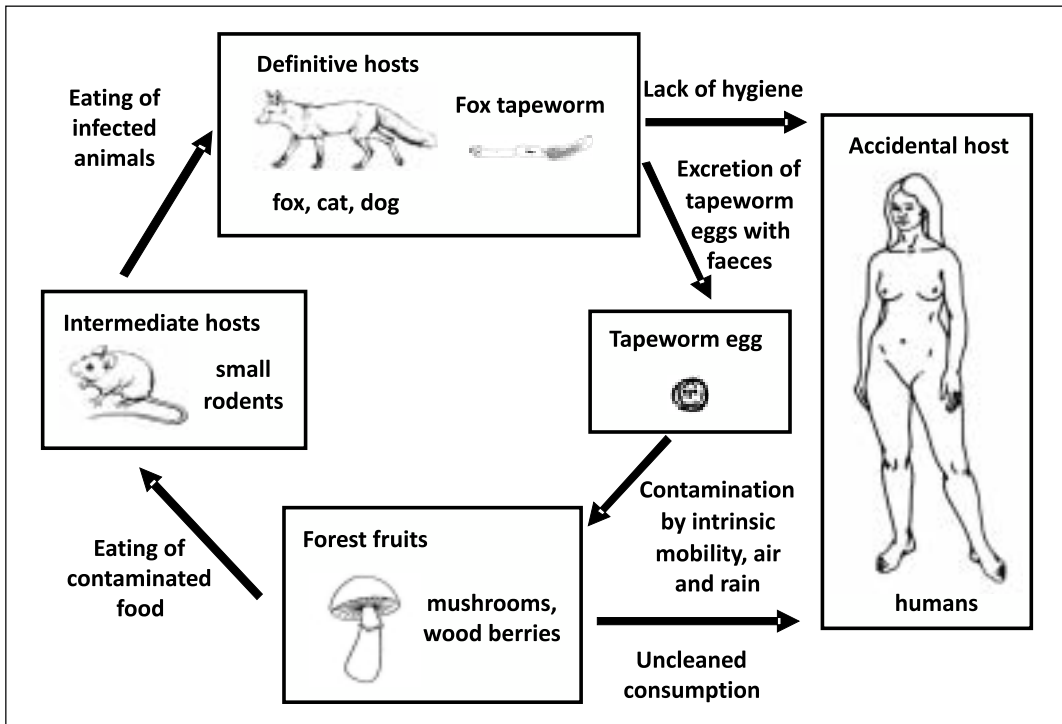 Definitive hosts
Fox tapeworm
fox, cat, dog
Eating of
infected
animals
Lack of hygiene
Excretion of
tapeworm
eggs with
faeces
Accidental host
humans
Intermediate hosts
small
rodents
Tapeworm egg
Contamination
by intrinsic
mobility, air
and rain
Forest fruits
mushrooms,
wood berries
Eating of
contaminated
food
Uncleaned
consumption